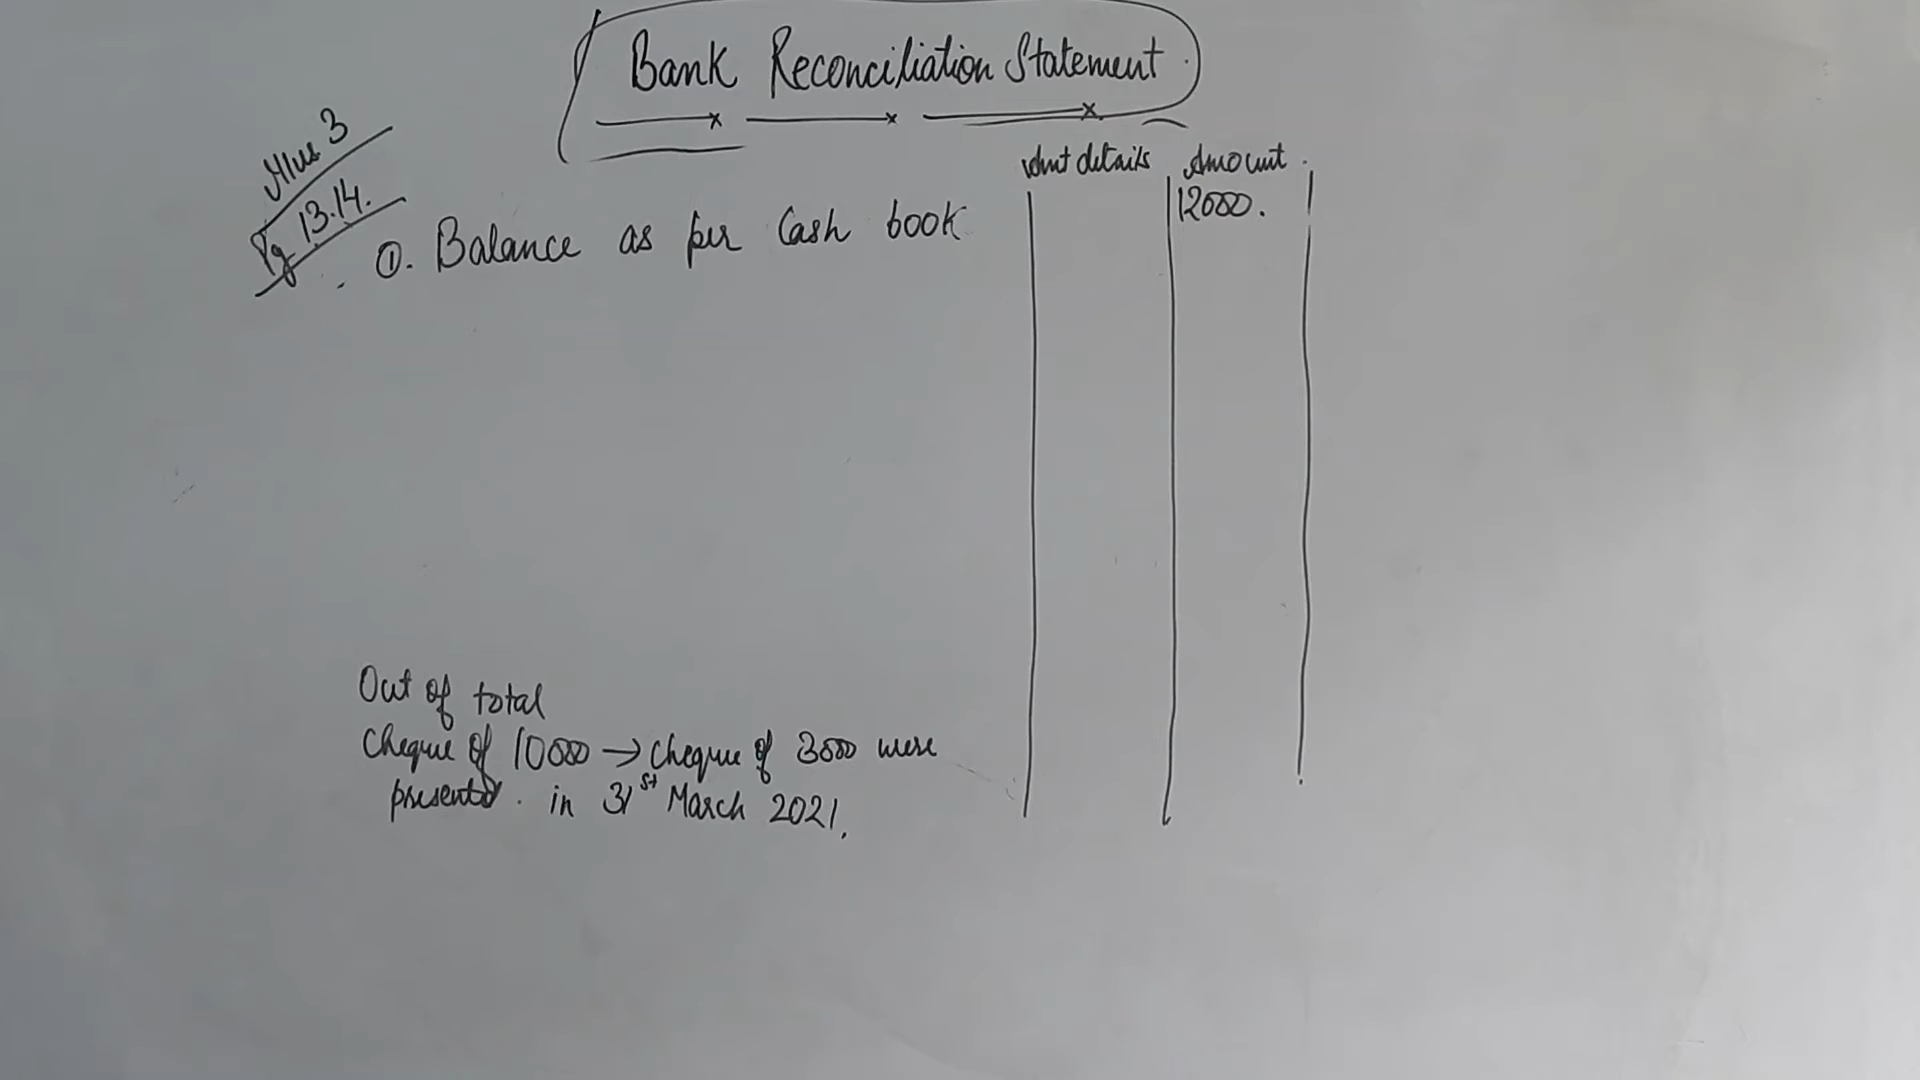 Bank Reconciliation Statement
Illus 3
Pg 13.14.
Amt details Amount
12000.
①. Balance as per Cash book
Out of total
Cheque of 10000 → Cheque of 3000 were
presented. in 31st March 2021.